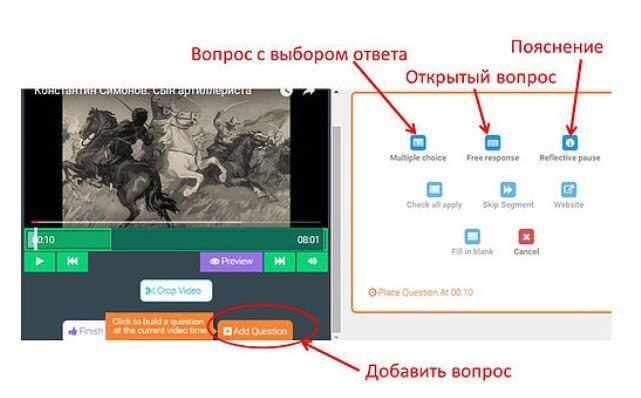 Пояснение
Вопрос с выбором ответа
Открытый вопрос
Константин Симонов. Сын артиллериста
Multiple choice
Free response
Reflective pause
Check all apply
Skip Segment
Website
Fill in blank
Cancel
00:10
08:01
Preview
Crop Video
Place Question At 00:10
Finish
Click to build a question
at the current video time
Add Question
Добавить вопрос